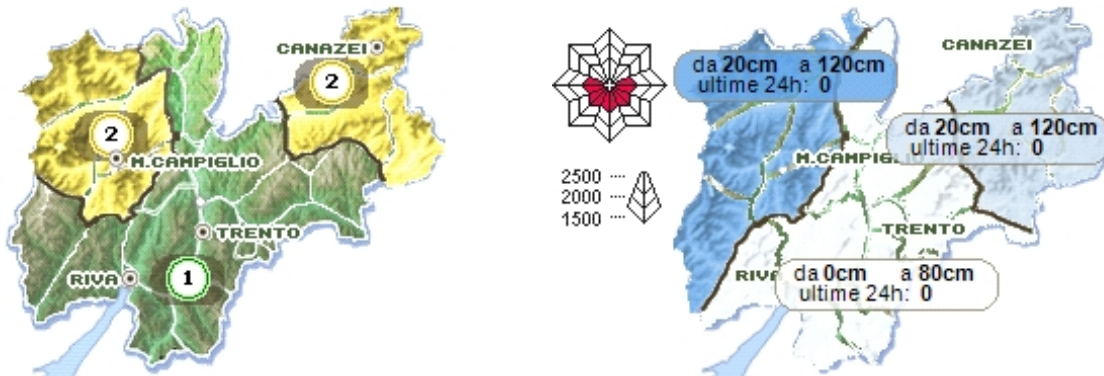 CANAZEI
2
2
M.CAMPIGLIO
TRENTO
RIVA
1
CANAZEI
da 20cm a 120cm
ultime 24h: 0
da 20cm a 120cm
ultime 24h: 0
M.CAMPIGLIO
2500
2000
1500
TRENTO
RIVA
da 0cm a 80cm
ultime 24h: 0